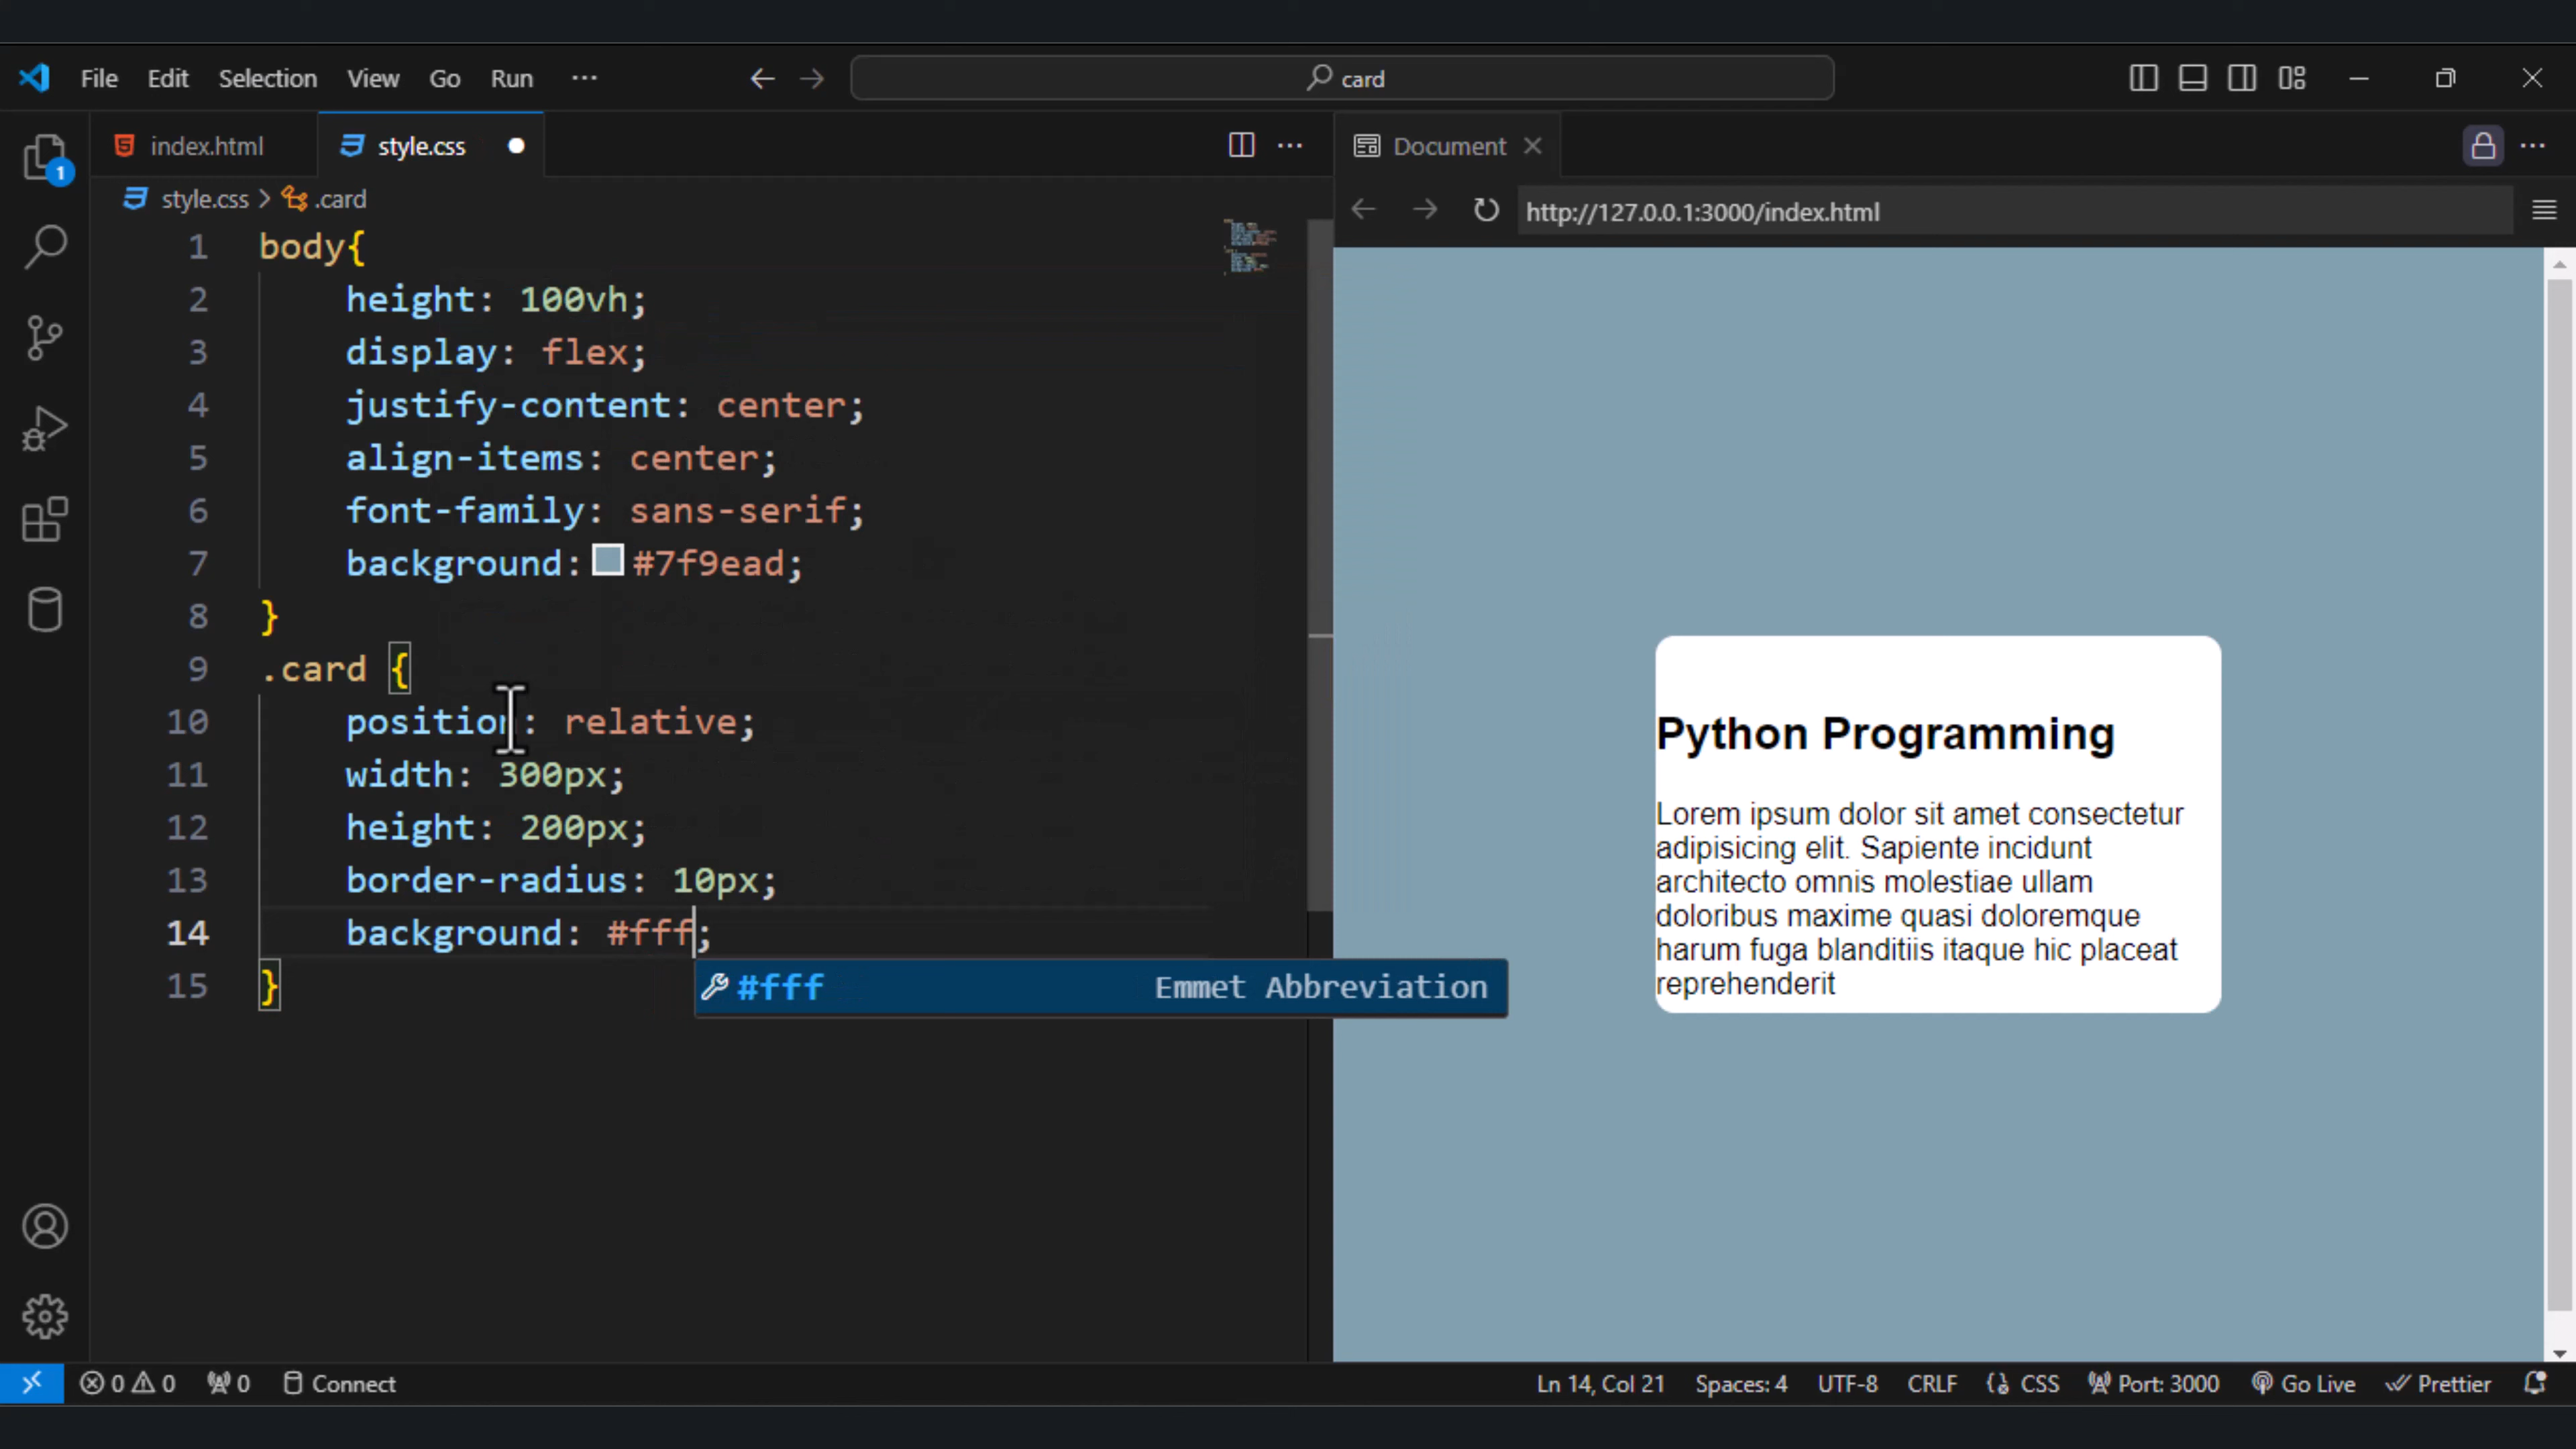 File Edit Selection View Go Run ···
card
index.html
style.css
Document
style.css > .card
http://127.0.0.1:3000/index.html
1 body{
2 height: 100vh;
3 display: flex;
4 justify-content: center;
5 align-items: center;
6 font-family: sans-serif;
7 background: #7f9ead;
8 }
9 .card {
10 position: relative;
11 width: 300px;
12 height: 200px;
13 border-radius: 10px;
14 background: #fff;
15 }
#fff Emmet Abbreviation
1
Python Programming
Lorem ipsum dolor sit amet consectetur
adipisicing elit. Sapiente incidunt
architecto omnis molestiae ullam
doloribus maxime quasi doloremque
harum fuga blanditiis itaque hic placeat
reprehenderit
0 0 0 Connect
Ln 14, Col 21 Spaces: 4 UTF-8 CRLF CSS Port: 3000 Go Live Prettier